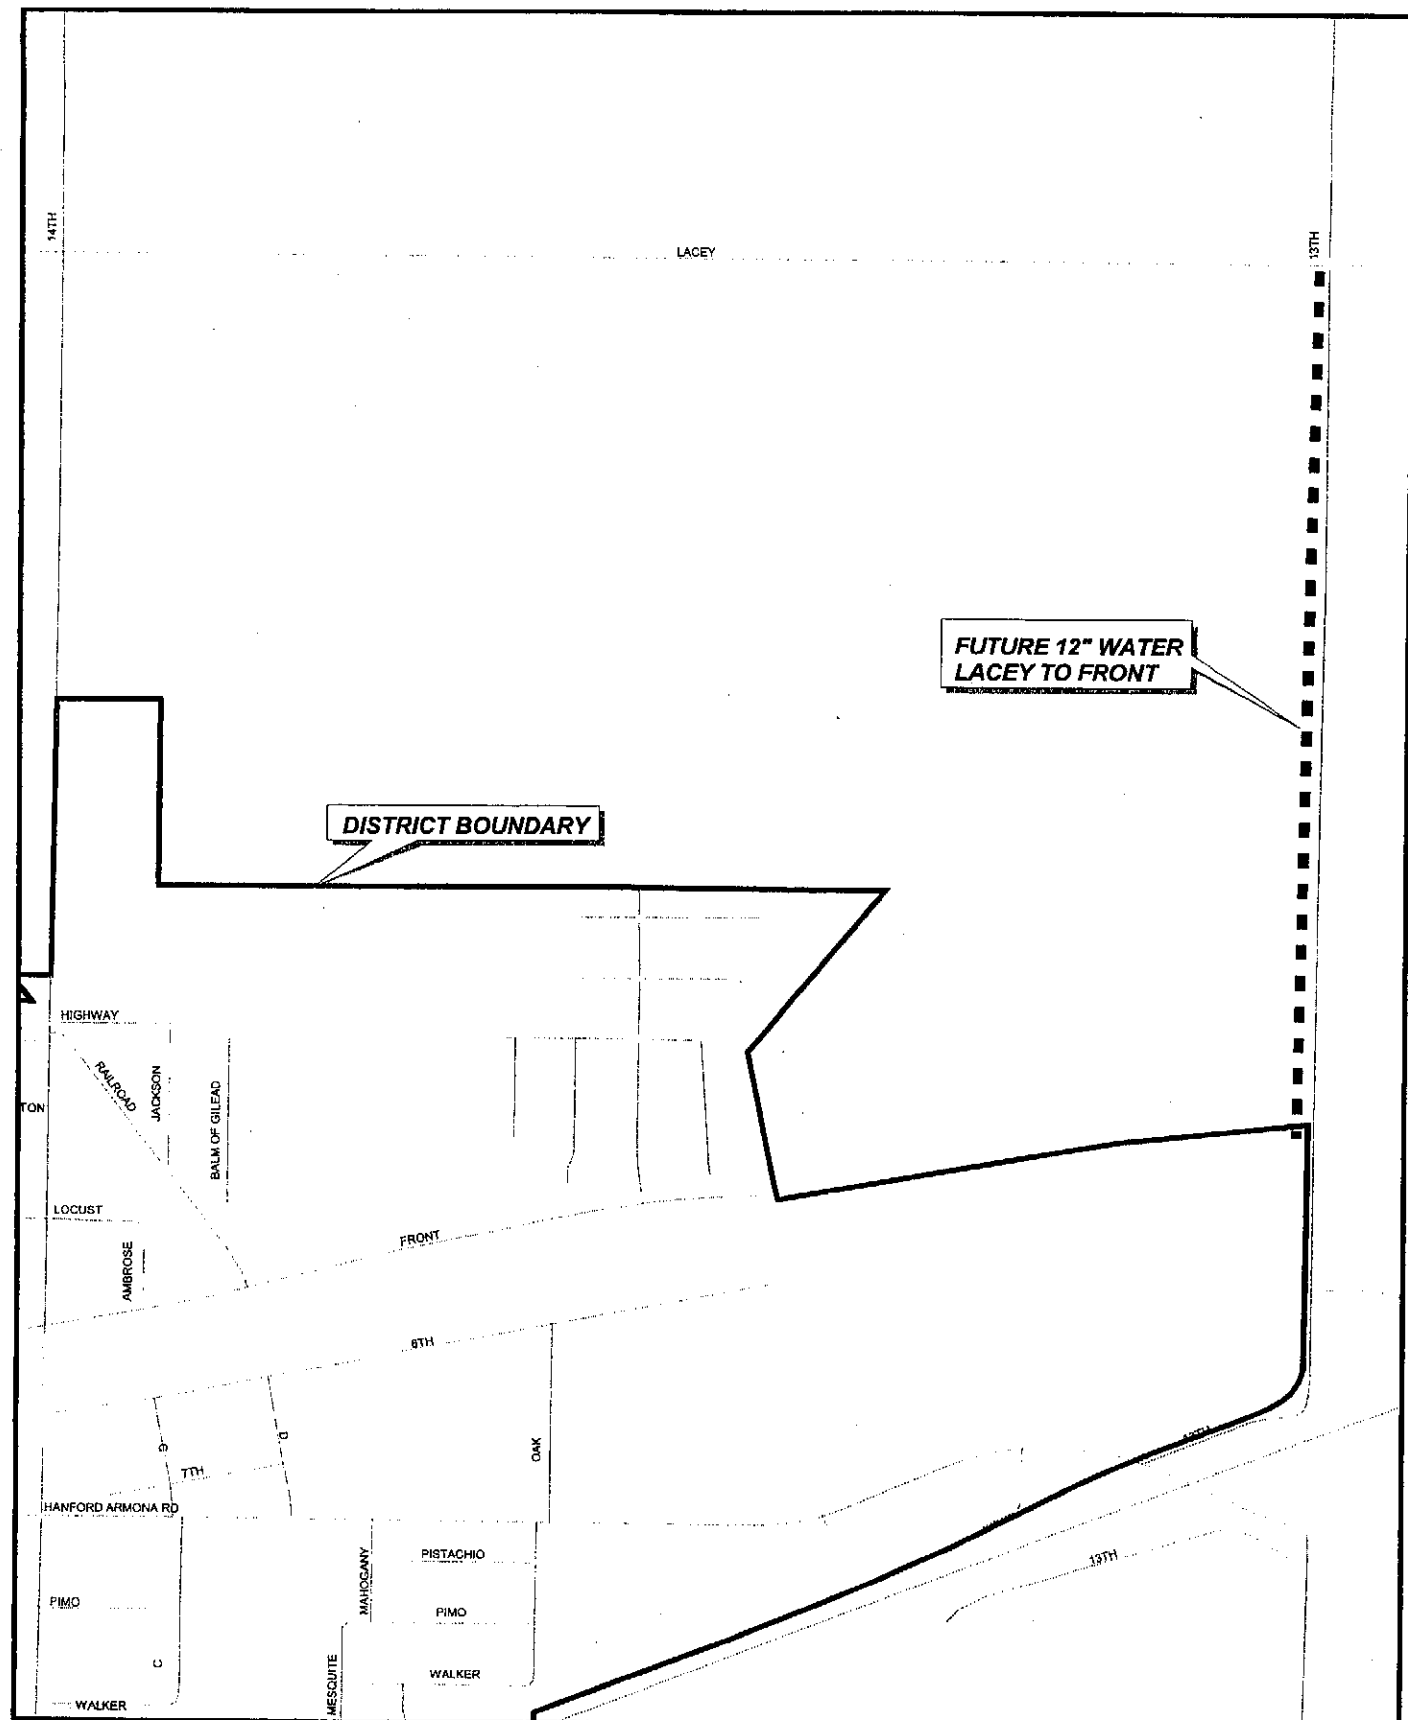 14TH
LACEY
13TH
FUTURE 12" WATER
LACEY TO FRONT
DISTRICT BOUNDARY
HIGHWAY
RAILROAD
JACKSON
BALM OF GILEAD
TON
LOCUST
AMBROSE
FRONT
6TH
G
D
OAK
7TH
HANFORD ARMONA RD
13TH
MAHOGANY
PISTACHIO
13TH
PIMO
PIMO
C
MESQUITE
WALKER
WALKER